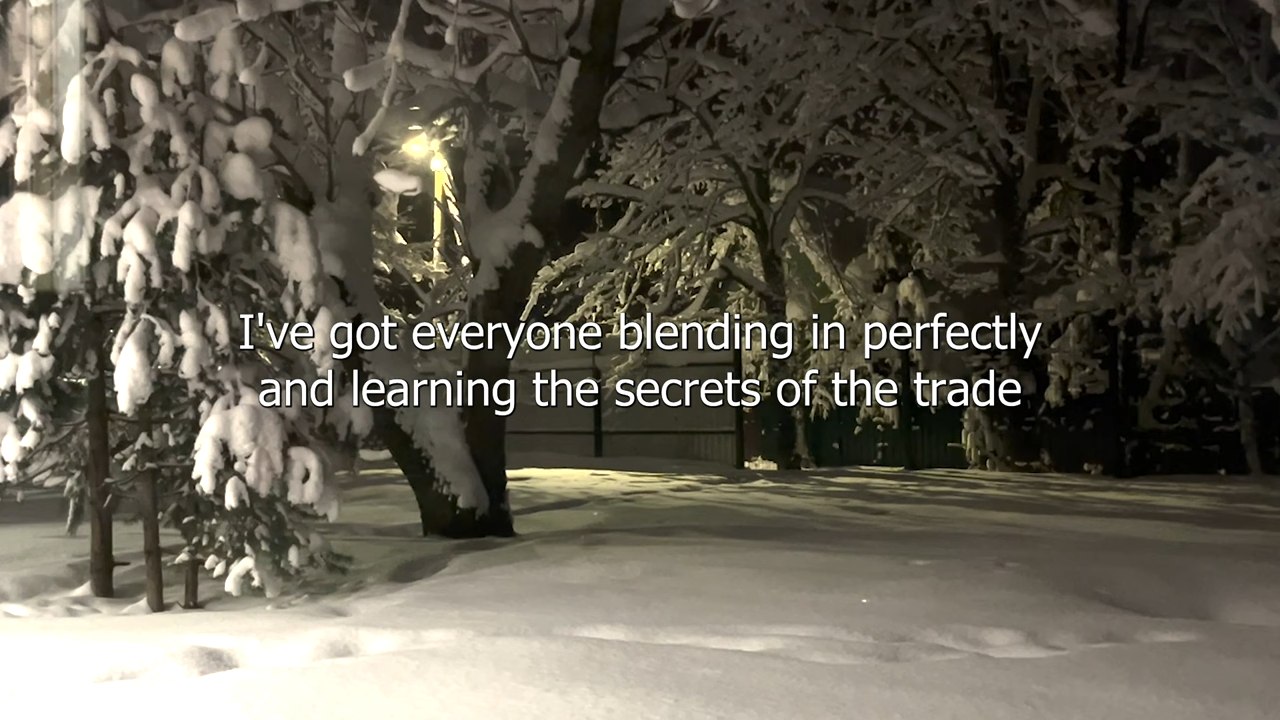 I've got everyone blending in perfectly
and learning the secrets of the trade